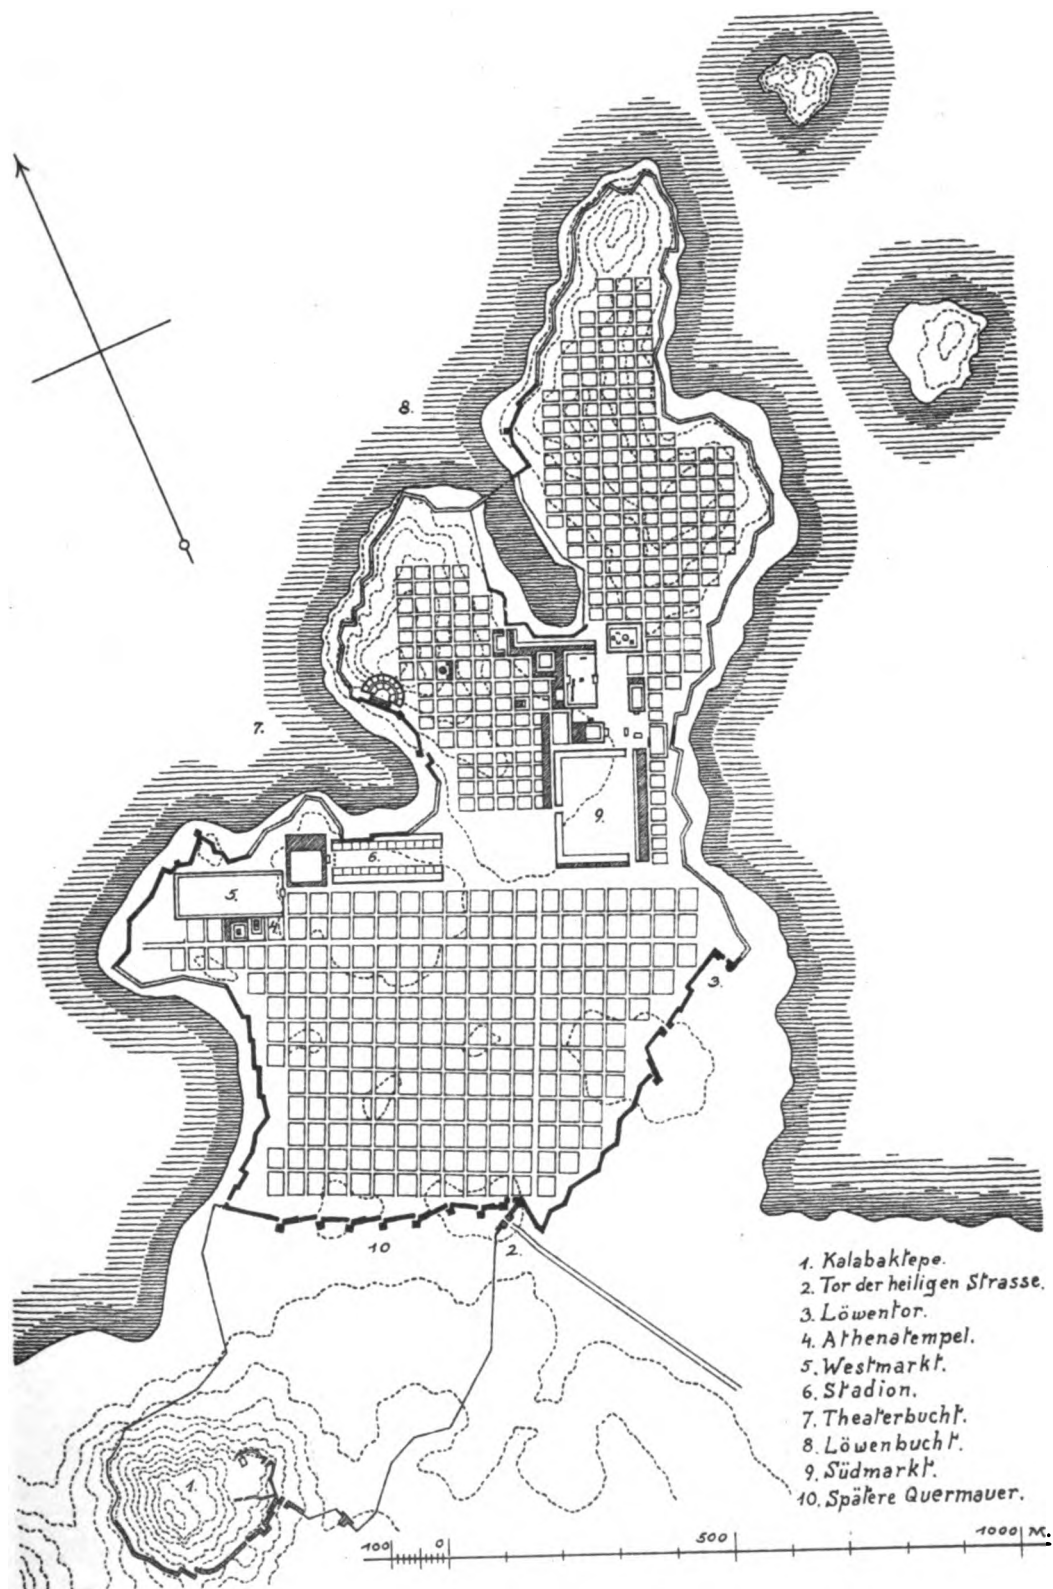 8.
7.
9.
6.
5.
4.
3.
10
2.
1.
1. Kalabaktepe.
2. Tor der heiligen Strasse.
3. Löwentor.
4. Athenatempel.
5. Westmarkt.
6. Stadion.
7. Theaterbucht.
8. Löwenbucht.
9. Südmarkt.
10. Spätere Quermauer.
100 0 500 1000 M.